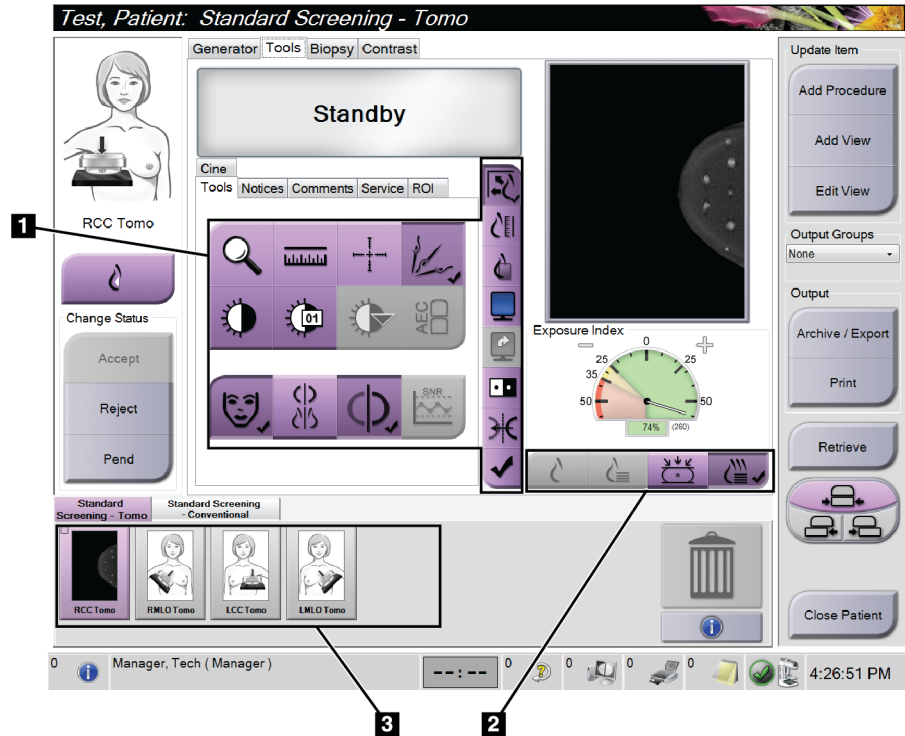 Test, Patient: Standard Screening - Tomo
Generator Tools Biopsy Contrast
Standby
Cine
Tools Notices Comments Service ROI
1
RCC Tomo
01
AEC
SNR
Change Status
Accept
Reject
Pend
Exposure Index
0
25 25
35
50 50
74% (260)
Update Item
Add Procedure
Add View
Edit View
Output Groups
None
Output
Archive / Export
Print
Retrieve
Close Patient
Standard
Screening - Tomo
Standard Screening
- Conventional
RCC Tomo RMLO Tomo LCC Tomo LMLO Tomo
0 Manager, Tech ( Manager ) --:-- 0 0 0 0 4:26:51 PM
3 2